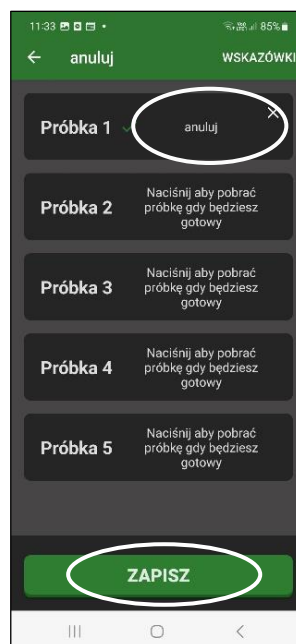 11:33 85%
anuluj WSKAZÓWKI
Próbka 1 anuluj
Próbka 2 Naciśnij aby pobrać
próbkę gdy będziesz
gotowy
Próbka 3 Naciśnij aby pobrać
próbkę gdy będziesz
gotowy
Próbka 4 Naciśnij aby pobrać
próbkę gdy będziesz
gotowy
Próbka 5 Naciśnij aby pobrać
próbkę gdy będziesz
gotowy
ZAPISZ